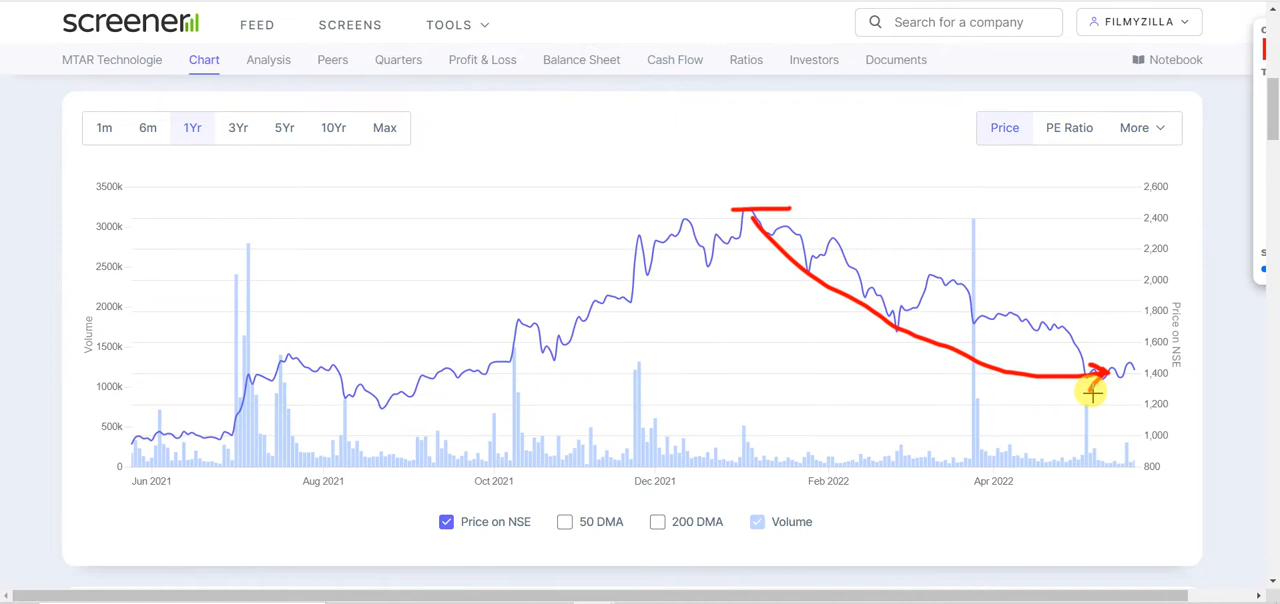 screener FEED SCREENS TOOLS Search for a company FILMYZILLA
MTAR Technologie Chart Analysis Peers Quarters Profit & Loss Balance Sheet Cash Flow Ratios Investors Documents Notebook
1m 6m 1Yr 3Yr 5Yr 10Yr Max Price PE Ratio More
3500k 2,600
3000k 2,400
2,200
2500k 2,000
2000k 1,800
1500k 1,600
1000k 1,400
1,200
500k 1,000
0 800
Volume
Price on NSE
Jun 2021 Aug 2021 Oct 2021 Dec 2021 Feb 2022 Apr 2022
Price on NSE 50 DMA 200 DMA Volume